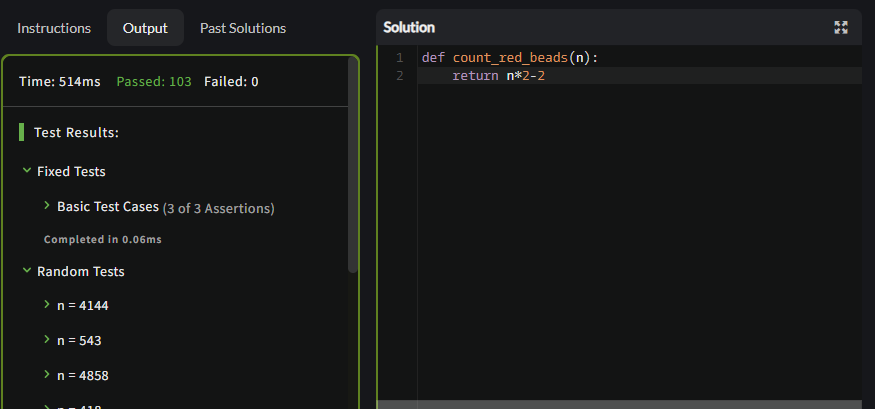 Instructions Output Past Solutions
Time: 514ms Passed: 103 Failed: 0
Test Results:
Fixed Tests
Basic Test Cases (3 of 3 Assertions)
Completed in 0.06ms
Random Tests
n = 4144
n = 543
n = 4858
Solution
1 def count_red_beads(n):
2     return n*2-2